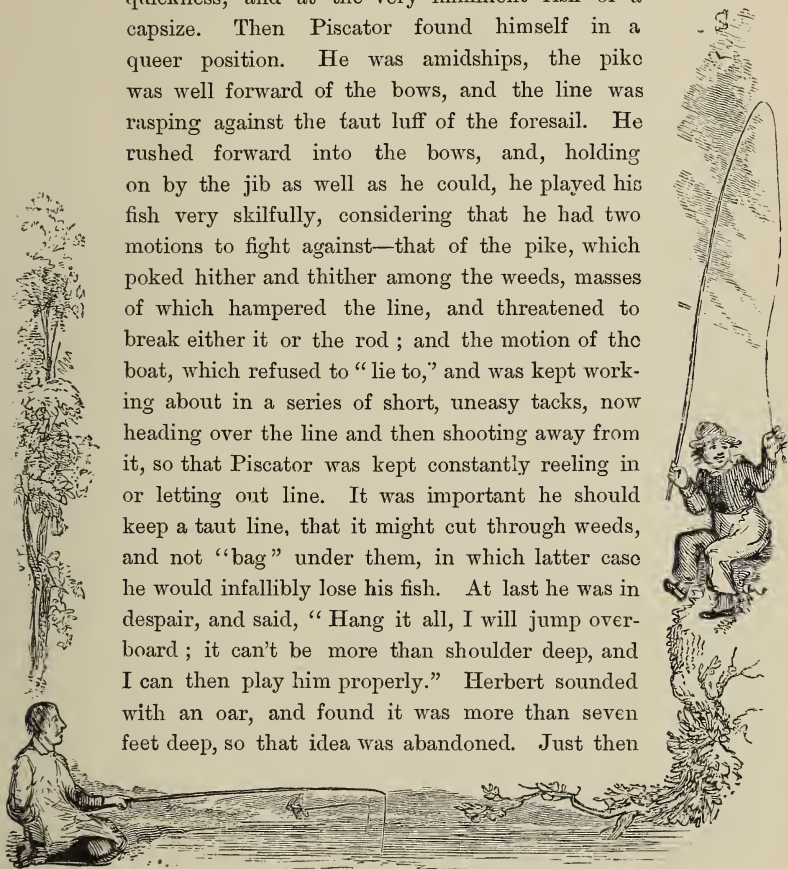 quickness, and at the very imminent risk of a
capsize. Then Piscator found himself in a
queer position. He was amidships, the pike
was well forward of the bows, and the line was
rasping against the taut luff of the foresail. He
rushed forward into the bows, and, holding
on by the jib as well as he could, he played his
fish very skilfully, considering that he had two
motions to fight against—that of the pike, which
poked hither and thither among the weeds, masses
of which hampered the line, and threatened to
break either it or the rod ; and the motion of the
boat, which refused to “ lie to,” and was kept work-
ing about in a series of short, uneasy tacks, now
heading over the line and then shooting away from
it, so that Piscator was kept constantly reeling in
or letting out line. It was important he should
keep a taut line, that it might cut through weeds,
and not “bag” under them, in which latter case
he would infallibly lose his fish. At last he was in
despair, and said, “ Hang it all, I will jump over-
board ; it can’t be more than shoulder deep, and
I can then play him properly.” Herbert sounded
with an oar, and found it was more than seven
feet deep, so that idea was abandoned. Just then